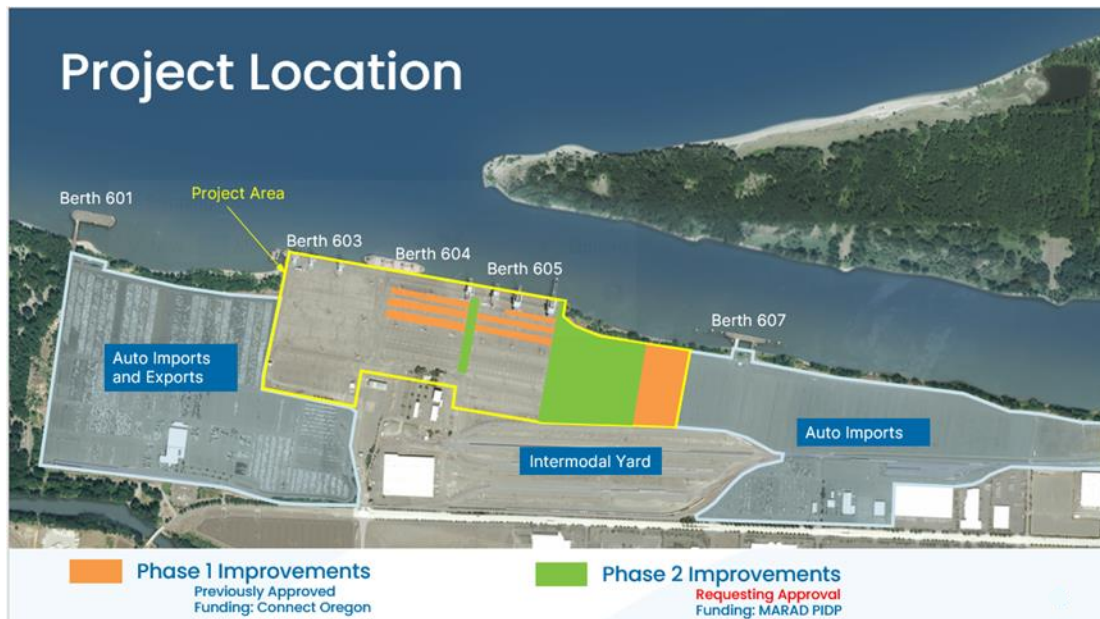 Project Location
Berth 601
Project Area
Berth 603
Berth 604
Berth 605
Berth 607
Auto Imports
and Exports
Auto Imports
Intermodal Yard
Phase 1 Improvements
Previously Approved
Funding: Connect Oregon
Phase 2 Improvements
Requesting Approval
Funding: MARAD PIDP